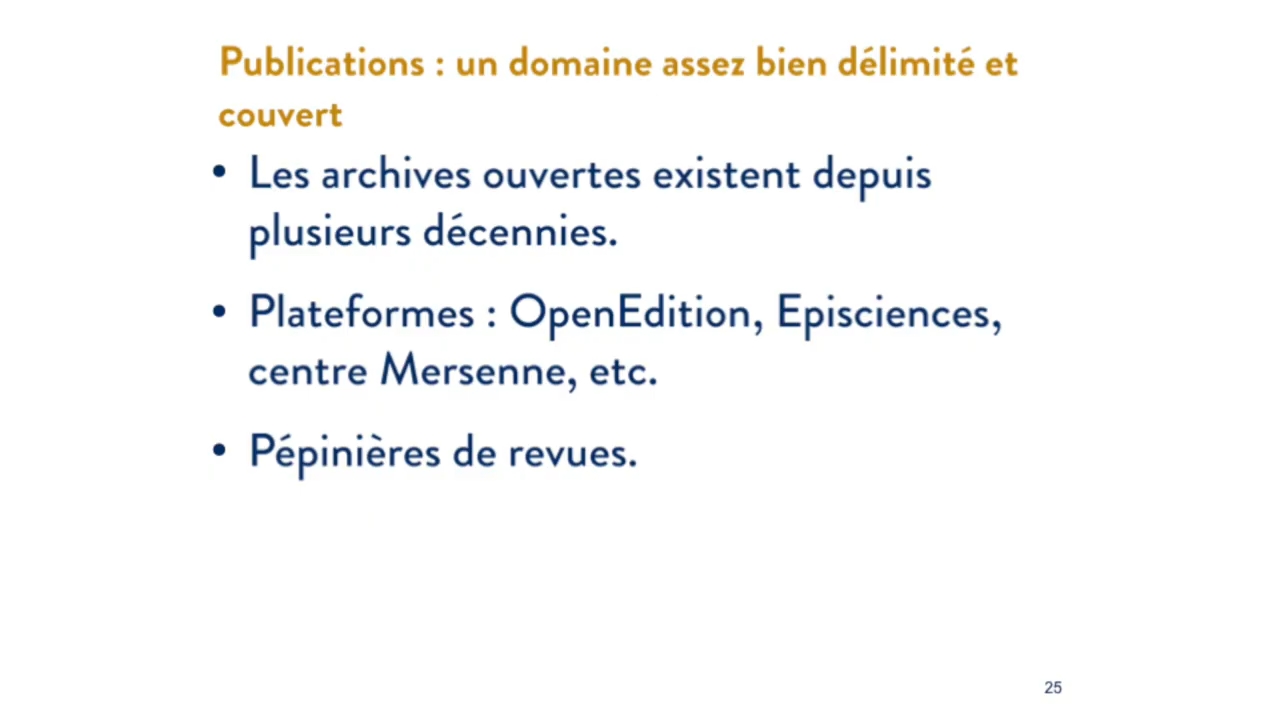 Publications : un domaine assez bien délimité et
couvert
• Les archives ouvertes existent depuis
plusieurs décennies.
• Plateformes : OpenEdition, Episciences,
centre Mersenne, etc.
• Pépinières de revues.
25